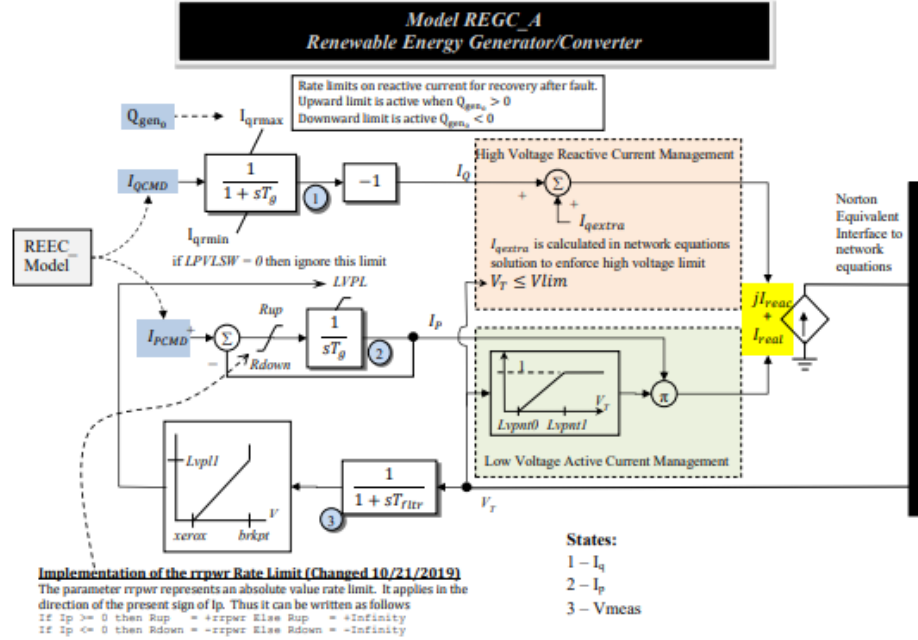 Model REGC_A
Renewable Energy Generator/Converter
Rate limits on reactive current for recovery after fault.
Upward limit is active when Qgen₀ > 0
Downward limit is active Qgen₀ < 0
Qgen₀
Iqrmax
IQCMD
1
1 + sTg
1
−1
IQ
Iqrmin
if LPVLSW = 0 then ignore this limit
High Voltage Reactive Current Management
+
Σ
+
Iqextra
Iqextra is calculated in network equations
solution to enforce high voltage limit
VT ≤ Vlim
Norton
Equivalent
Interface to
network
equations
REEC_
Model
LVPL
IPCMD
+
Σ
−
Rup
Rdown
1
sTg
2
IP
jIreac
+
Ireal
1
VT
Lvpnt0 Lvpnt1
π
Low Voltage Active Current Management
Lvpl1
V
xerox brkpt
1
1 + sTfltr
3
VT
States:
1 – Iq
2 – Ip
3 – Vmeas
Implementation of the rrpwr Rate Limit (Changed 10/21/2019)
The parameter rrpwr represents an absolute value rate limit. It applies in the
direction of the present sign of Ip. Thus it can be written as follows
If Ip >= 0 then Rup = +rrpwr Else Rup = +Infinity
If Ip <= 0 then Rdown = -rrpwr Else Rdown = -Infinity